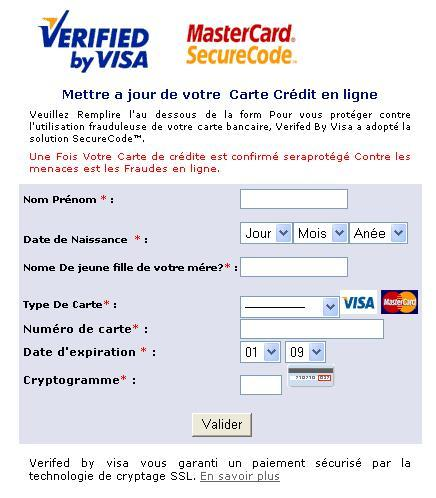 VERIFIED
by VISA
MasterCard.
SecureCode™
Mettre a jour de votre Carte Crédit en ligne
Veuillez Remplire l'au dessous de la form Pour vous protéger contre
l'utilisation frauduleuse de votre carte bancaire, Verifed By Visa a adopté la
solution SecureCode™.
Une Fois Votre Carte de crédite est confirmé seraprotégé Contre les
menaces est les Fraudes en ligne.
Nom Prénom * :
Date de Naissance * : Jour Mois Anée
Nome De jeune fille de votre mére?* :
Type De Carte* : VISA MasterCard
Numéro de carte* :
Date d'expiration * : 01 09
Cryptogramme* :
Valider
Verifed by visa vous garanti un paiement sécurisé par la
technologie de cryptage SSL. En savoir plus